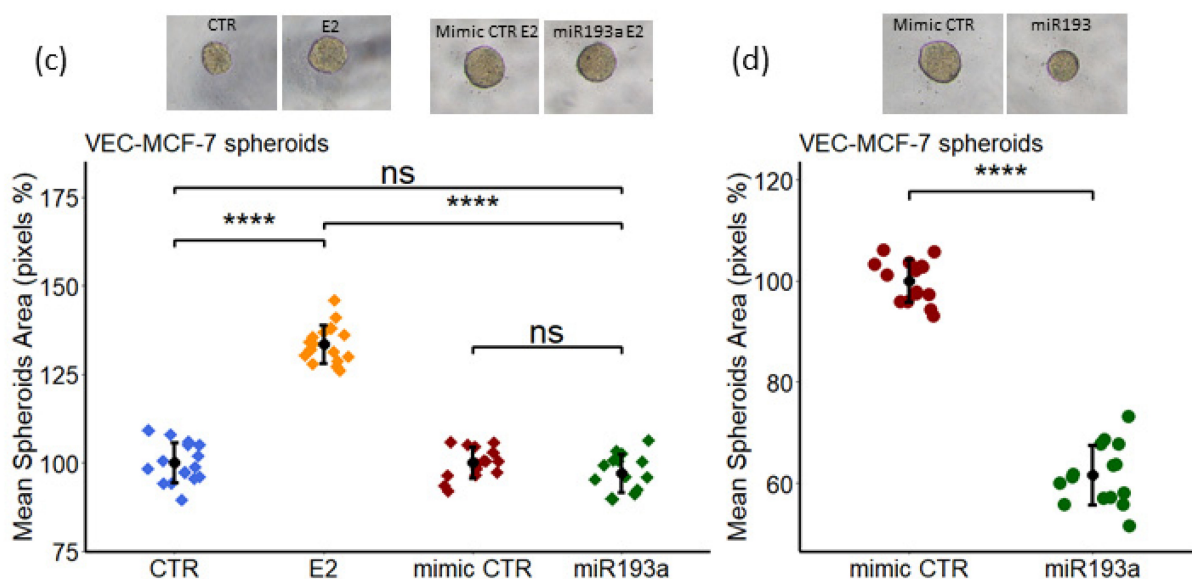 (c)
CTR
E2
Mimic CTR E2
miR193a E2
VEC-MCF-7 spheroids
Mean Spheroids Area (pixels %)
175
150
125
100
75
ns
****
****
ns
CTR
E2
mimic CTR
miR193a
(d)
Mimic CTR
miR193
VEC-MCF-7 spheroids
Mean Spheroids Area (pixels %)
120
100
80
60
****
mimic CTR
miR193a